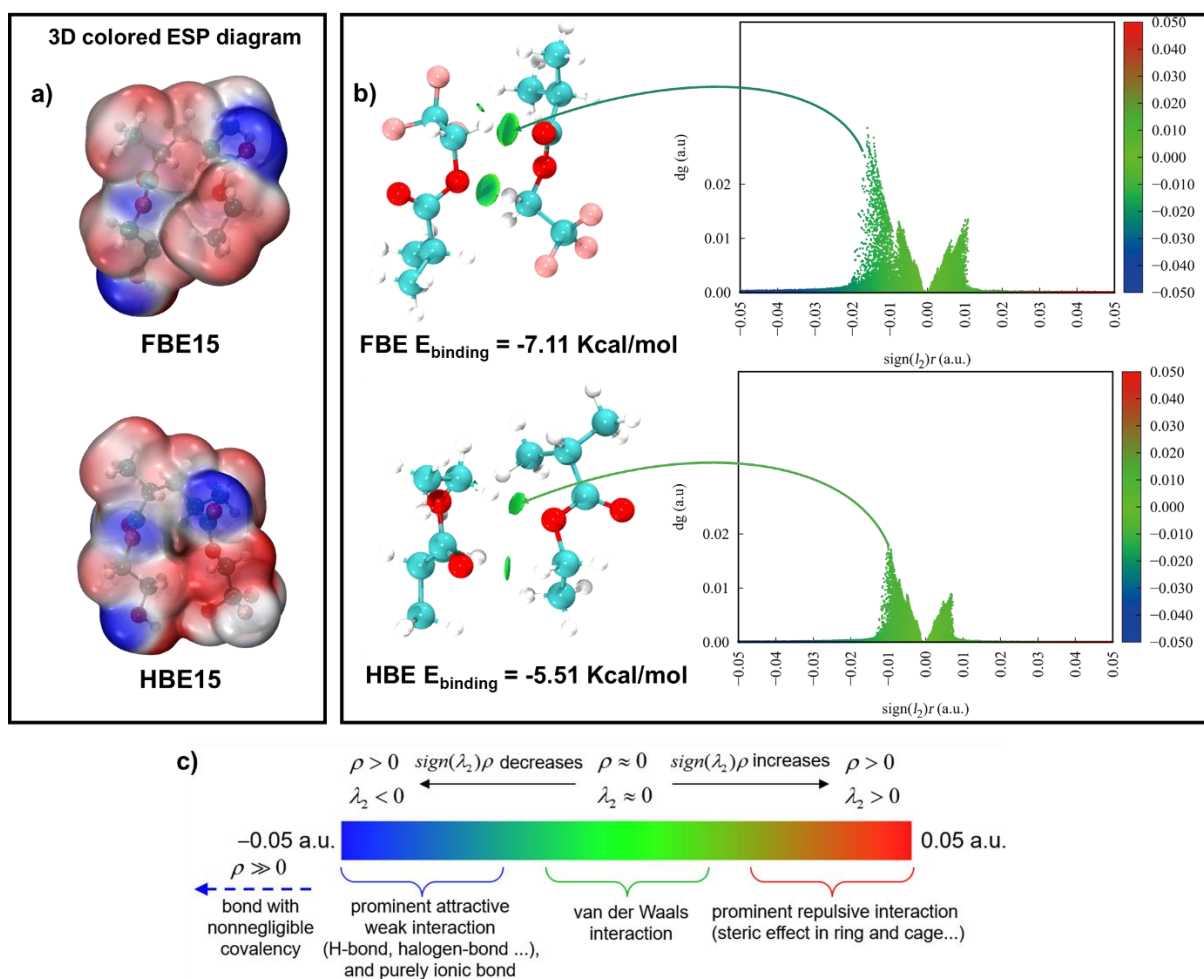 3D colored ESP diagram
a)
FBE15
HBE15
b)
FBE E_binding = -7.11 Kcal/mol
dg (a.u)
0.02
0.01
0.00
−0.05
−0.04
−0.03
−0.02
−0.01
0.00
0.01
0.02
0.03
0.04
0.05
sign(l₂)r (a.u.)
0.050
0.040
0.030
0.020
0.010
0.000
−0.010
−0.020
−0.030
−0.040
−0.050
HBE E_binding = -5.51 Kcal/mol
dg (a.u)
0.02
0.01
0.00
−0.05
−0.04
−0.03
−0.02
−0.01
0.00
0.01
0.02
0.03
0.04
0.05
sign(l₂)r (a.u.)
0.050
0.040
0.030
0.020
0.010
0.000
−0.010
−0.020
−0.030
−0.040
−0.050
c)
ρ > 0 sign(λ₂)ρ decreases ρ ≈ 0 sign(λ₂)ρ increases ρ > 0
λ₂ < 0 λ₂ ≈ 0 λ₂ > 0
−0.05 a.u. 0.05 a.u.
ρ ≫ 0
bond with
nonnegligible
covalency
prominent attractive
weak interaction
(H-bond, halogen-bond ...),
and purely ionic bond
van der Waals
interaction
prominent repulsive interaction
(steric effect in ring and cage...)